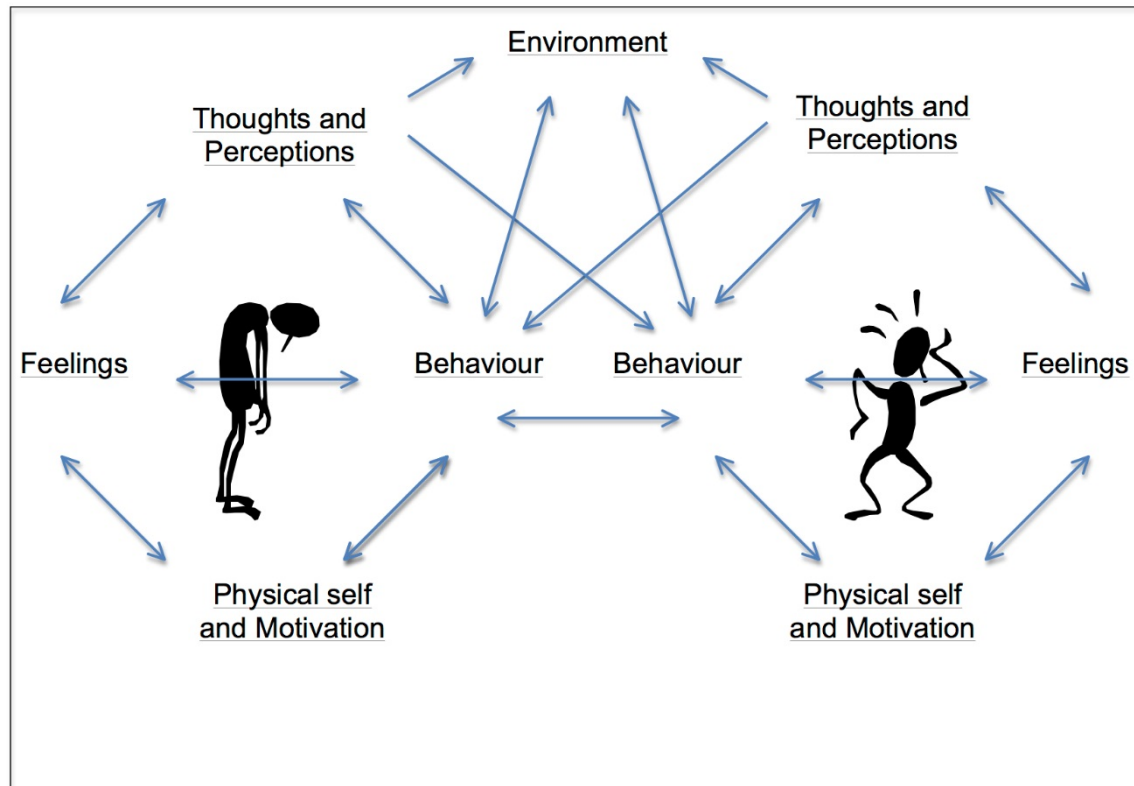 Environment
Thoughts and
Perceptions
Thoughts and
Perceptions
Feelings
Behaviour
Behaviour
Feelings
Physical self
and Motivation
Physical self
and Motivation